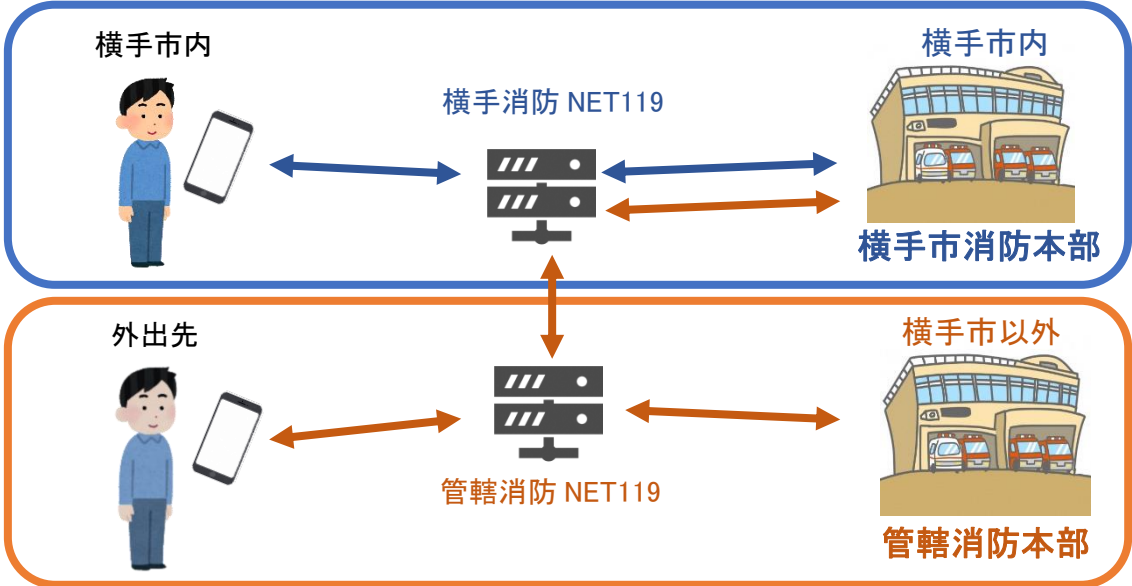 横手市内
横手消防 NET119
横手市内
横手市消防本部
外出先
管轄消防 NET119
横手市以外
管轄消防本部